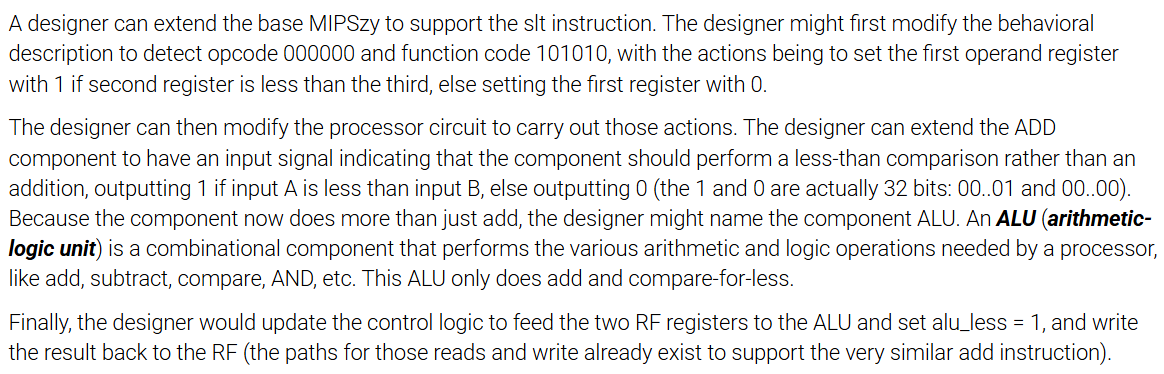 A designer can extend the base MIPSzy to support the slt instruction. The designer might first modify the behavioral
description to detect opcode 000000 and function code 101010, with the actions being to set the first operand register
with 1 if second register is less than the third, else setting the first register with 0.
The designer can then modify the processor circuit to carry out those actions. The designer can extend the ADD
component to have an input signal indicating that the component should perform a less-than comparison rather than an
addition, outputting 1 if input A is less than input B, else outputting 0 (the 1 and 0 are actually 32 bits: 00..01 and 00..00).
Because the component now does more than just add, the designer might name the component ALU. An ALU (arithmetic-
logic unit) is a combinational component that performs the various arithmetic and logic operations needed by a processor,
like add, subtract, compare, AND, etc. This ALU only does add and compare-for-less.
Finally, the designer would update the control logic to feed the two RF registers to the ALU and set alu_less = 1, and write
the result back to the RF (the paths for those reads and write already exist to support the very similar add instruction).